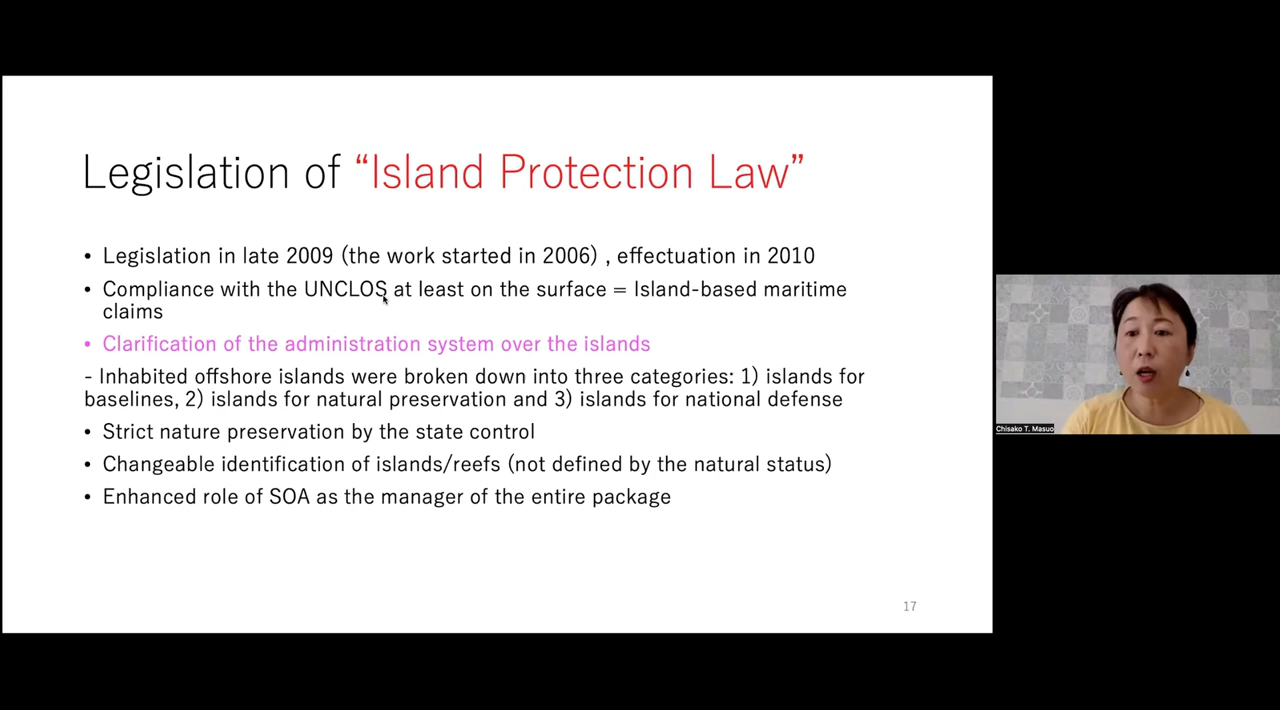 Legislation of “Island Protection Law”
• Legislation in late 2009 (the work started in 2006) , effectuation in 2010
• Compliance with the UNCLOS at least on the surface = Island-based maritime
claims
• Clarification of the administration system over the islands
- Inhabited offshore islands were broken down into three categories: 1) islands for
baselines, 2) islands for natural preservation and 3) islands for national defense
• Strict nature preservation by the state control
• Changeable identification of islands/reefs (not defined by the natural status)
• Enhanced role of SOA as the manager of the entire package
17
Chisako T. Masuo